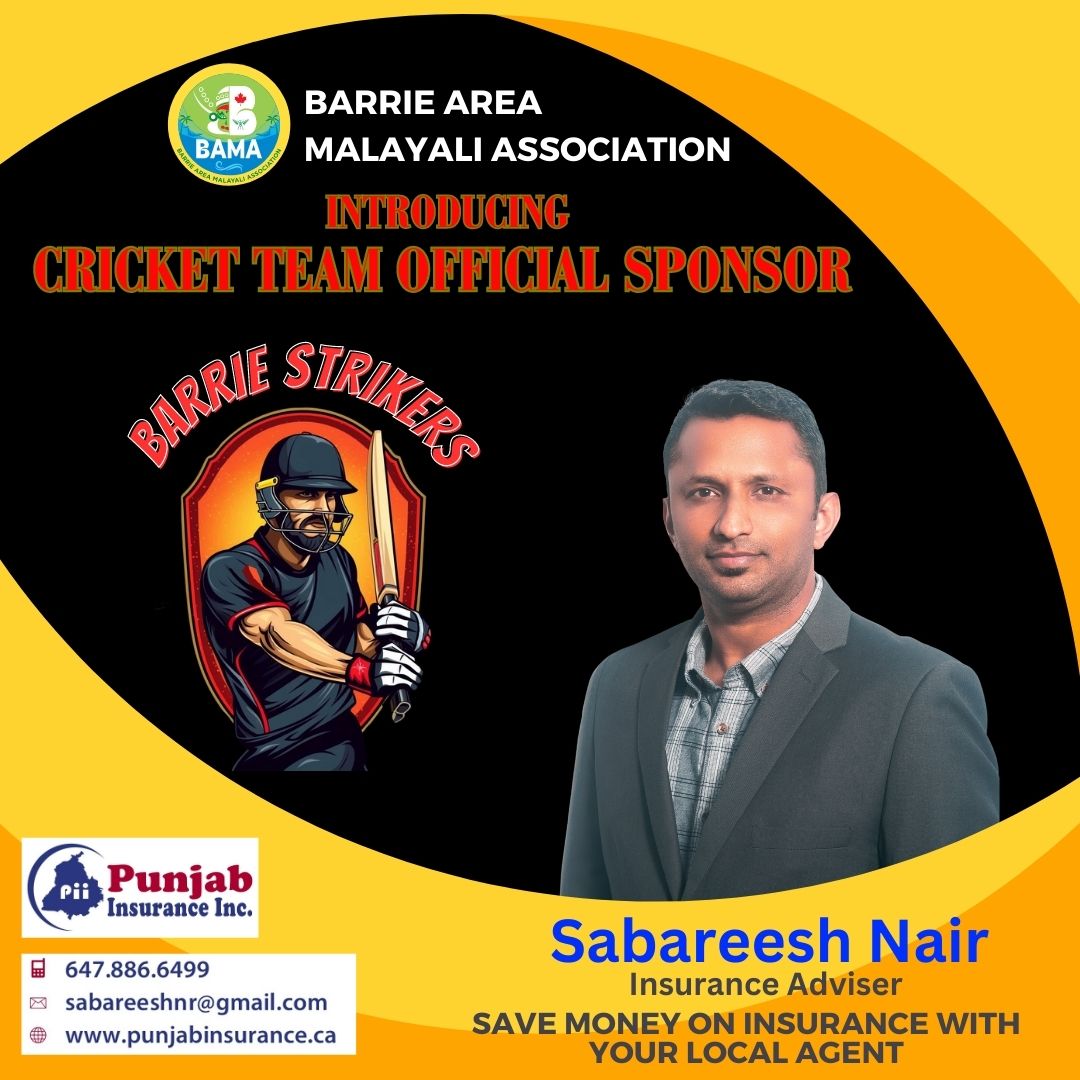 BAMA
BARRIE AREA MALAYALI ASSOCIATION
BARRIE AREA
MALAYALI ASSOCIATION
INTRODUCING
CRICKET TEAM OFFICIAL SPONSOR
BARRIE STRIKERS
Pii
Punjab
Insurance Inc.
647.886.6499
sabareeshnr@gmail.com
www.punjabinsurance.ca
Sabareesh Nair
Insurance Adviser
SAVE MONEY ON INSURANCE WITH
YOUR LOCAL AGENT